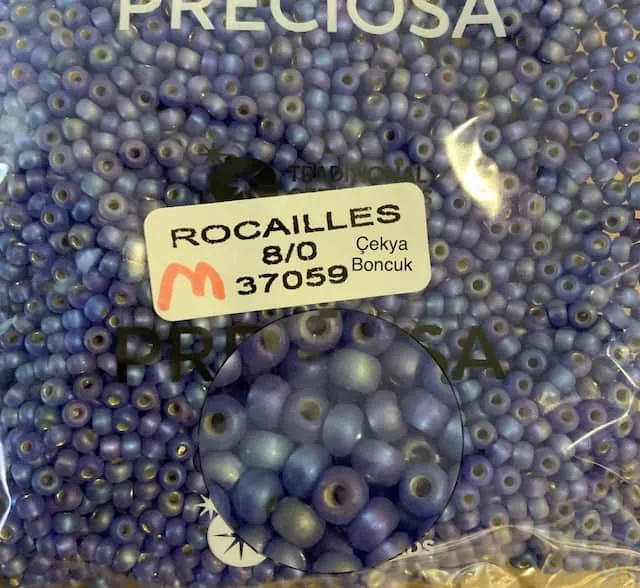 PRECIOSA
TRADITIONAL
ROCAILLES
8/0
Çekya
Boncuk
M
37059
PRECIOSA